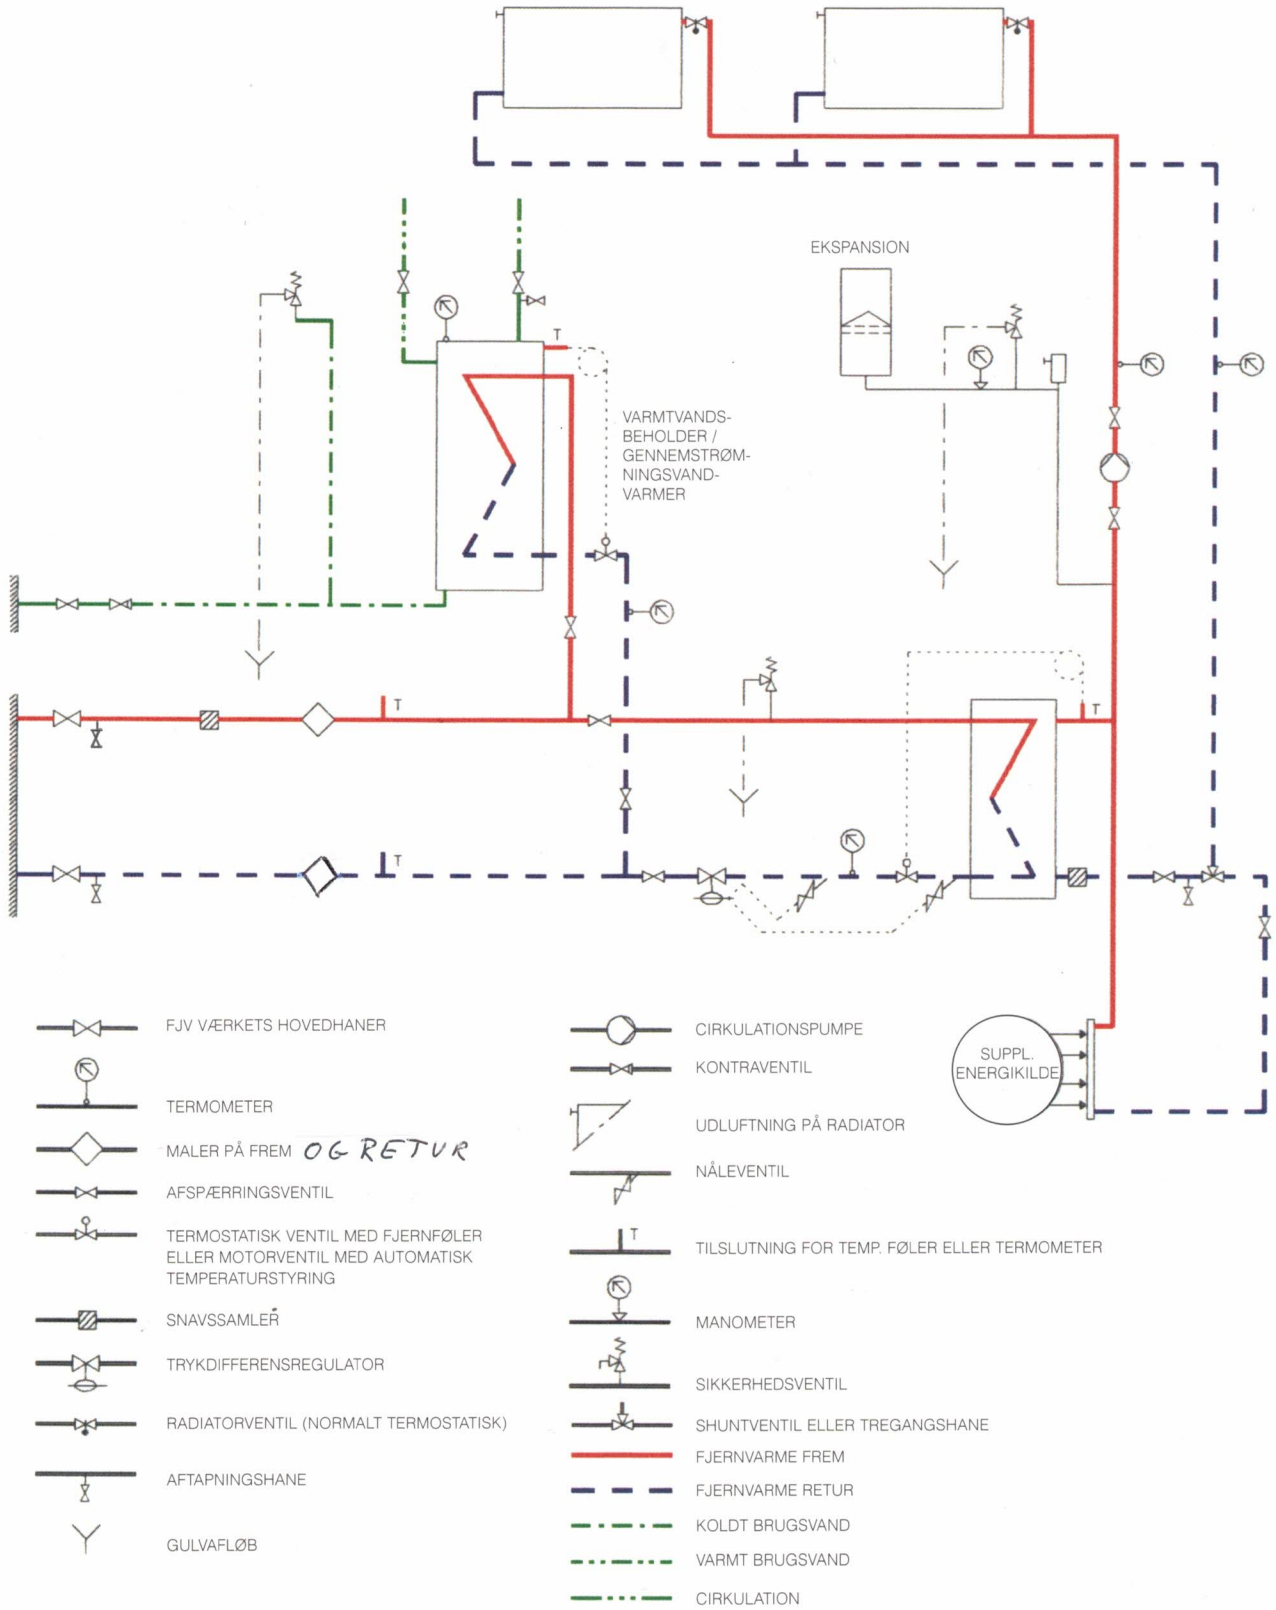 EKSPANSION
T
VARMTVANDS-
BEHOLDER /
GENNEMSTRØM-
NINGSVAND-
VARMER
T
T
T
SUPPL.
ENERGIKILDE
FJV VÆRKETS HOVEDHANER
TERMOMETER
MALER PÅ FREM OG RETUR
AFSPÆRRINGSVENTIL
TERMOSTATISK VENTIL MED FJERNFØLER
ELLER MOTORVENTIL MED AUTOMATISK
TEMPERATURSTYRING
SNAVSSAMLER
TRYKDIFFERENSREGULATOR
RADIATORVENTIL (NORMALT TERMOSTATISK)
AFTAPNINGSHANE
GULVAFLØB
CIRKULATIONSPUMPE
KONTRAVENTIL
UDLUFTNING PÅ RADIATOR
NÅLEVENTIL
T
TILSLUTNING FOR TEMP. FØLER ELLER TERMOMETER
MANOMETER
SIKKERHEDSVENTIL
SHUNTVENTIL ELLER TREGANGSHANE
FJERNVARME FREM
FJERNVARME RETUR
KOLDT BRUGSVAND
VARMT BRUGSVAND
CIRKULATION